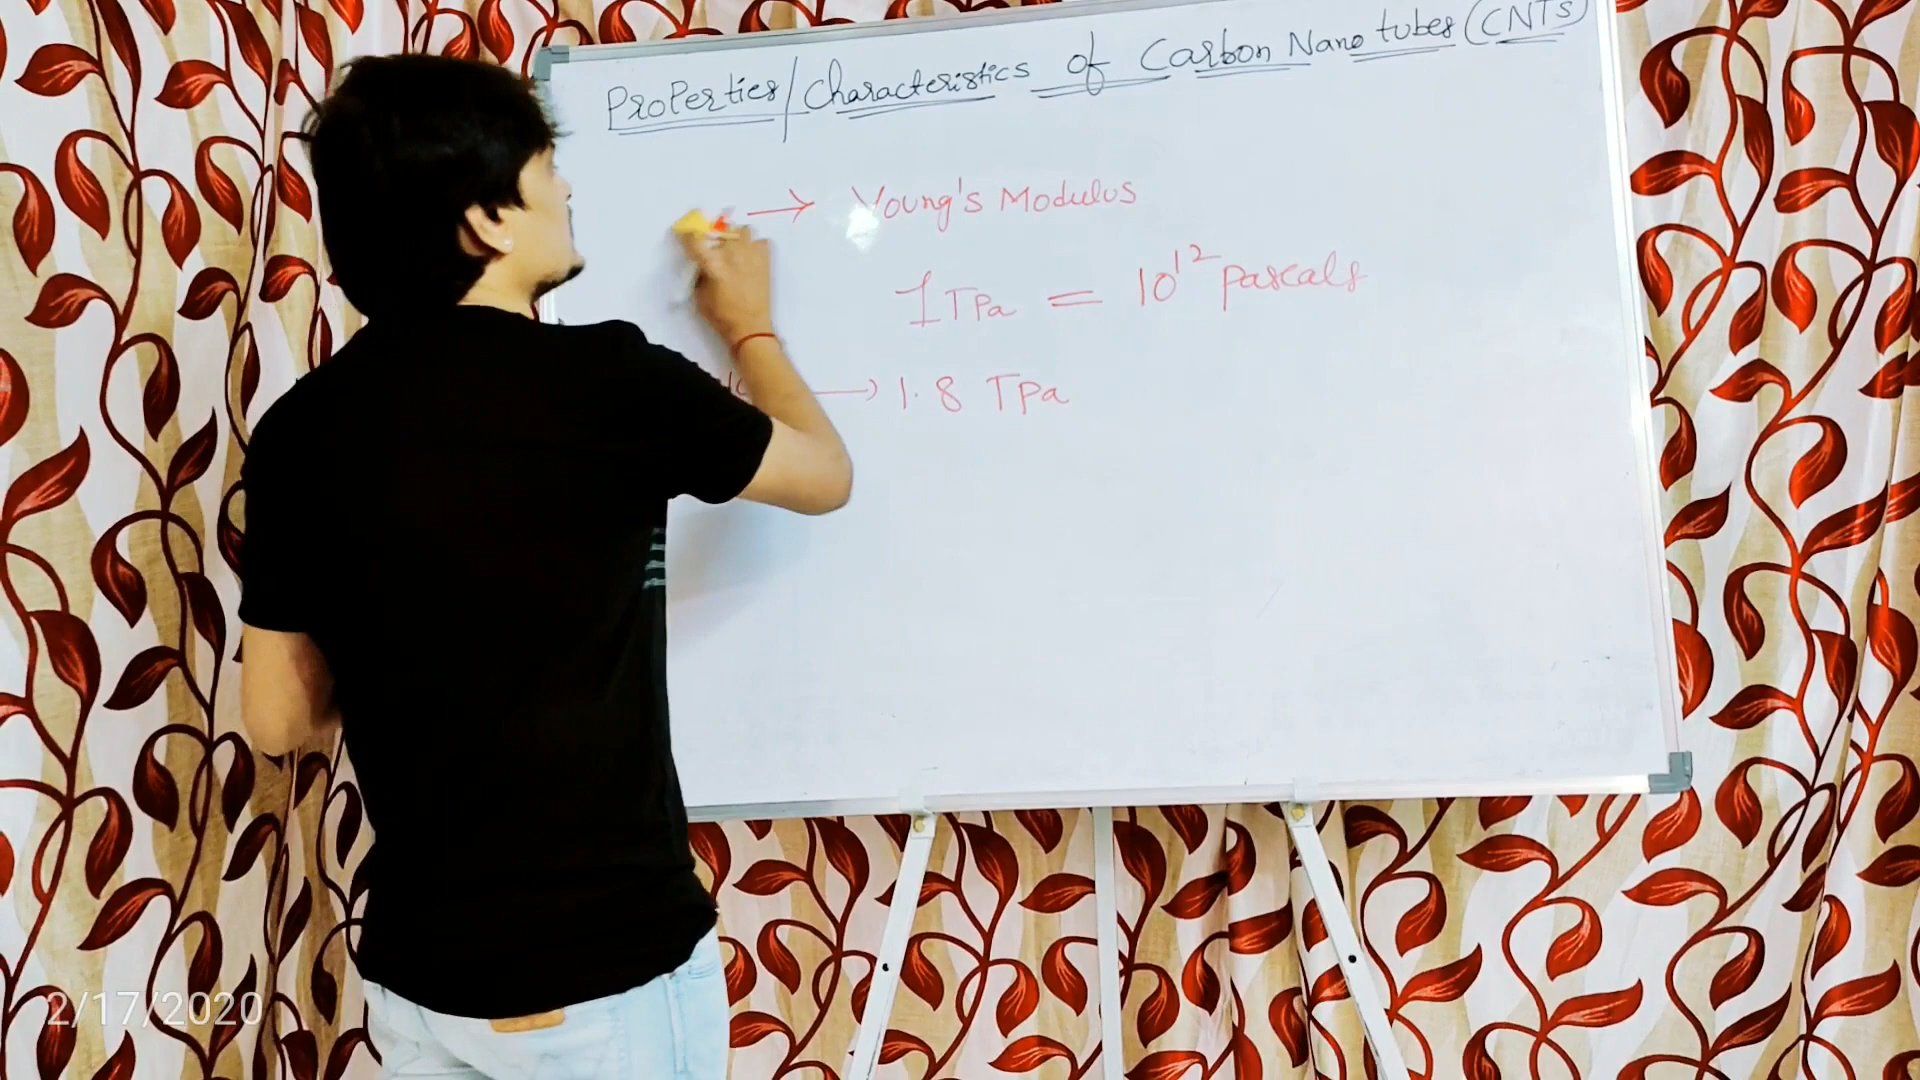 Properties/Characteristics of Carbon Nano tubes (CNTs)
→ Young's Modulus
1 TPa = 10¹² pascals
→ 1.8 TPa
2/17/2020